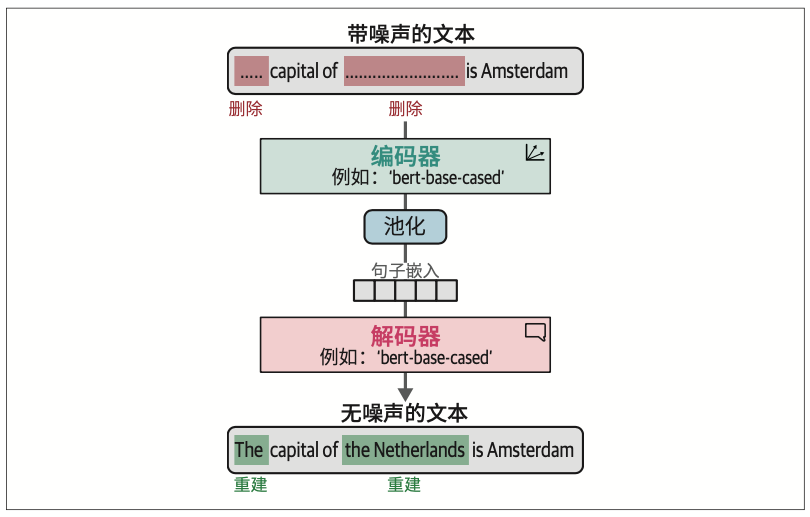 带噪声的文本
..... capital of ......................... is Amsterdam
删除 删除
编码器
例如：'bert-base-cased'
池化
句子嵌入
解码器
例如：'bert-base-cased'
无噪声的文本
The capital of the Netherlands is Amsterdam
重建 重建